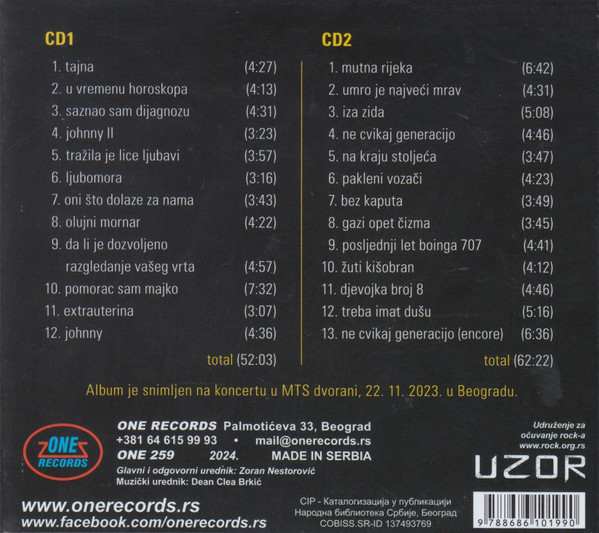 CD1
1. tajna (4:27)
2. u vremenu horoskopa (4:13)
3. saznao sam dijagnozu (4:31)
4. johnny II (3:23)
5. tražila je lice ljubavi (3:57)
6. ljubomora (3:16)
7. oni što dolaze za nama (3:43)
8. olujni mornar (4:22)
9. da li je dozvoljeno
razgledanje vašeg vrta (4:57)
10. pomorac sam majko (7:32)
11. extrauterina (3:07)
12. johnny (4:36)
total (52:03)
CD2
1. mutna rijeka (6:42)
2. umro je najveći mrav (4:31)
3. iza zida (5:08)
4. ne cvikaj generacijo (4:46)
5. na kraju stoljeća (3:47)
6. pakleni vozači (4:23)
7. bez kaputa (3:49)
8. gazi opet čizma (3:45)
9. posljednji let boinga 707 (4:41)
10. žuti kišobran (4:12)
11. djevojka broj 8 (4:46)
12. treba imat dušu (5:16)
13. ne cvikaj generacijo (encore) (6:36)
total (62:22)
Album je snimljen na koncertu u MTS dvorani, 22. 11. 2023. u Beogradu.
ONE
RECORDS
ONE RECORDS Palmotićeva 33, Beograd
+381 64 615 99 93 • mail@onerecords.rs
ONE 259 2024. MADE IN SERBIA
Glavni i odgovorni urednik: Zoran Nestorović
Muzički urednik: Dean Clea Brkić
Udruženje za
očuvanje rock-a
www.rock.org.rs
UZOR
www.onerecords.rs
www.facebook.com/onerecords.rs
CIP - Каталогизација у публикацији
Народна библиотека Србије, Београд
COBISS.SR-ID 137493769
9 788686 101990